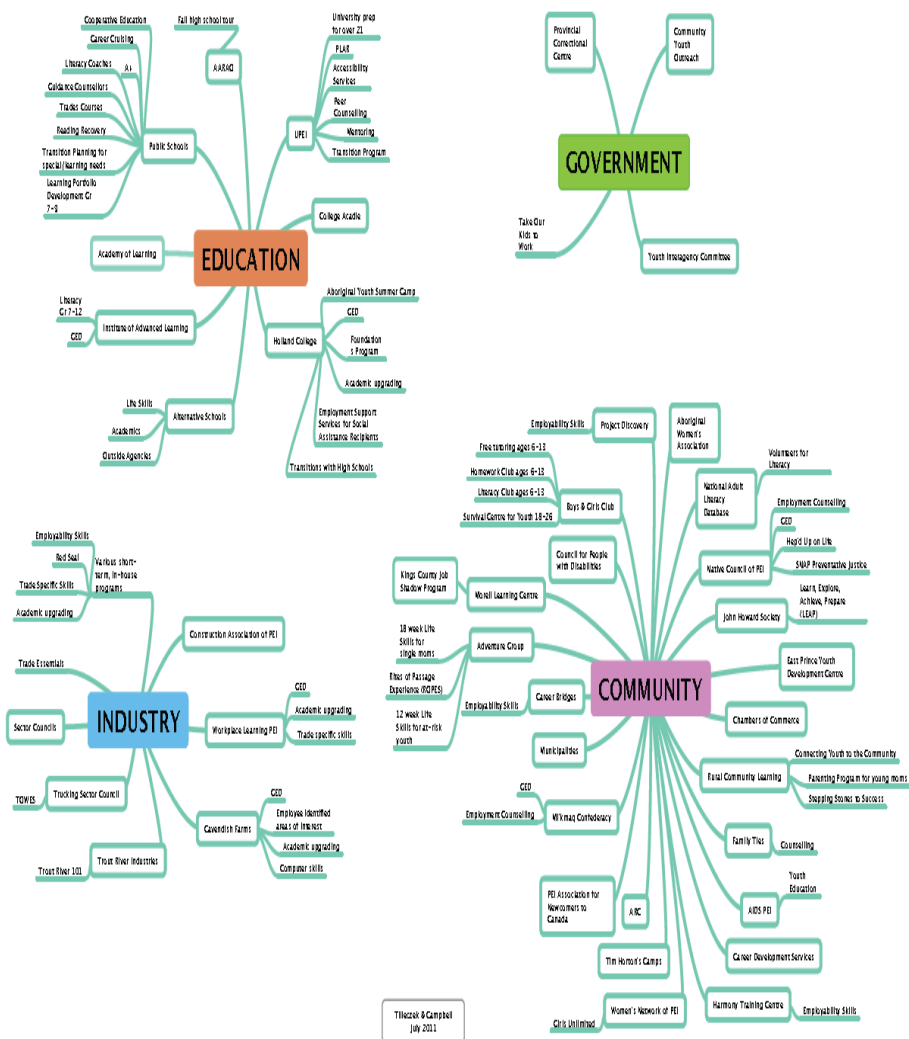 Cooperative Education
Career Cruising
Literacy Coaches
A+
Guidance Counsellors
Trades Courses
Reading Recovery
Transition Planning for
special/learning needs
Learning Portfolio
Development Gr
7-9
Public Schools
Fall high school tour
AARAO
University prep
for over 21
PLAR
Accessibility
Services
Peer
Counselling
Mentoring
Transition Program
UPEI
College Acadie
EDUCATION
Academy of Learning
Literacy
Gr 7-12
GED
Institute of Advanced Learning
Life Skills
Academics
Outside Agencies
Alternative Schools
Holland College
Aboriginal Youth Summer Camp
GED
Foundation
s Program
Academic upgrading
Employment Support
Services for Social
Assistance Recipients
Transitions with High Schools
Provincial
Correctional
Centre
Community
Youth
Outreach
GOVERNMENT
Take Our
Kids to
Work
Youth Interagency Committee
Employability Skills
Red Seal
Trade Specific Skills
Academic upgrading
Various short-
term, in-house
programs
Construction Association of PEI
Trade Essentials
Sector Councils
INDUSTRY
Workplace Learning PEI
GED
Academic upgrading
Trade specific skills
TOWES
Trucking Sector Council
Cavendish Farms
GED
Employee identified
areas of interest
Academic upgrading
Computer skills
Trout River 101
Trout River Industries
Employability Skills
Project Discovery
Aboriginal
Women's
Association
Free tutoring ages 6-13
Homework Club ages 6-13
Literacy Club ages 6-13
Survival Centre for Youth 18-26
Boys & Girls Club
National Adult
Literacy
Database
Volunteers for
Literacy
Council for People
with Disabilities
Native Council of PEI
Employment Counselling
GED
Hep'd Up on Life
SNAP Preventative Justice
Kings County Job
Shadow Program
Morell Learning Centre
John Howard Society
Learn, Explore,
Achieve, Prepare
(LEAP)
18 week Life
Skills for
single moms
Rites of Passage
Experience (ROPES)
12 week Life
Skills for at-risk
youth
Adventure Group
East Prince Youth
Development Centre
COMMUNITY
Employability Skills
Career Bridges
Chambers of Commerce
Municipalities
Rural Community Learning
Connecting Youth to the Community
Parenting Program for young moms
Stepping Stones to Success
GED
Employment Counselling
Mi'kmaq Confederacy
Family Ties
Counselling
PEI Association for
Newcomers to
Canada
ARC
AIDS PEI
Youth
Education
Tim Horton's Camps
Career Development Services
Girls Unlimited
Women's Network of PEI
Harmony Training Centre
Employability Skills
Tilleczek & Campbell
July 2011